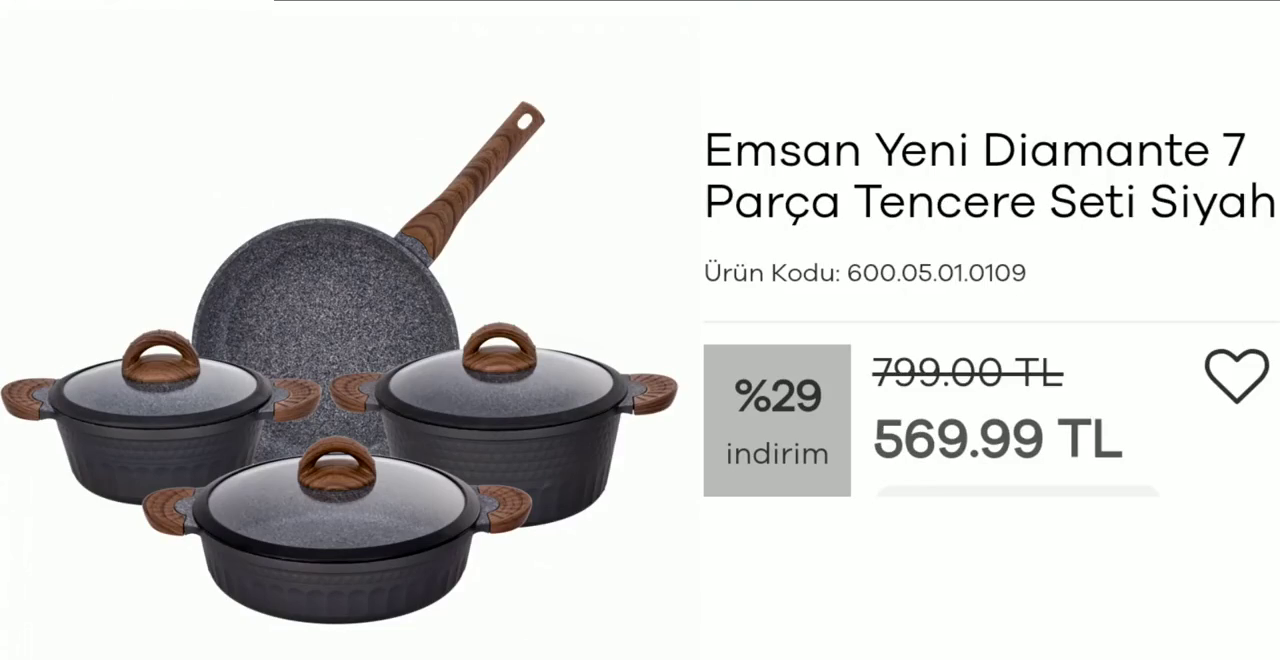 Emsan Yeni Diamante 7
Parça Tencere Seti Siyah
Ürün Kodu: 600.05.01.0109
%29
indirim
799.00 TL
569.99 TL